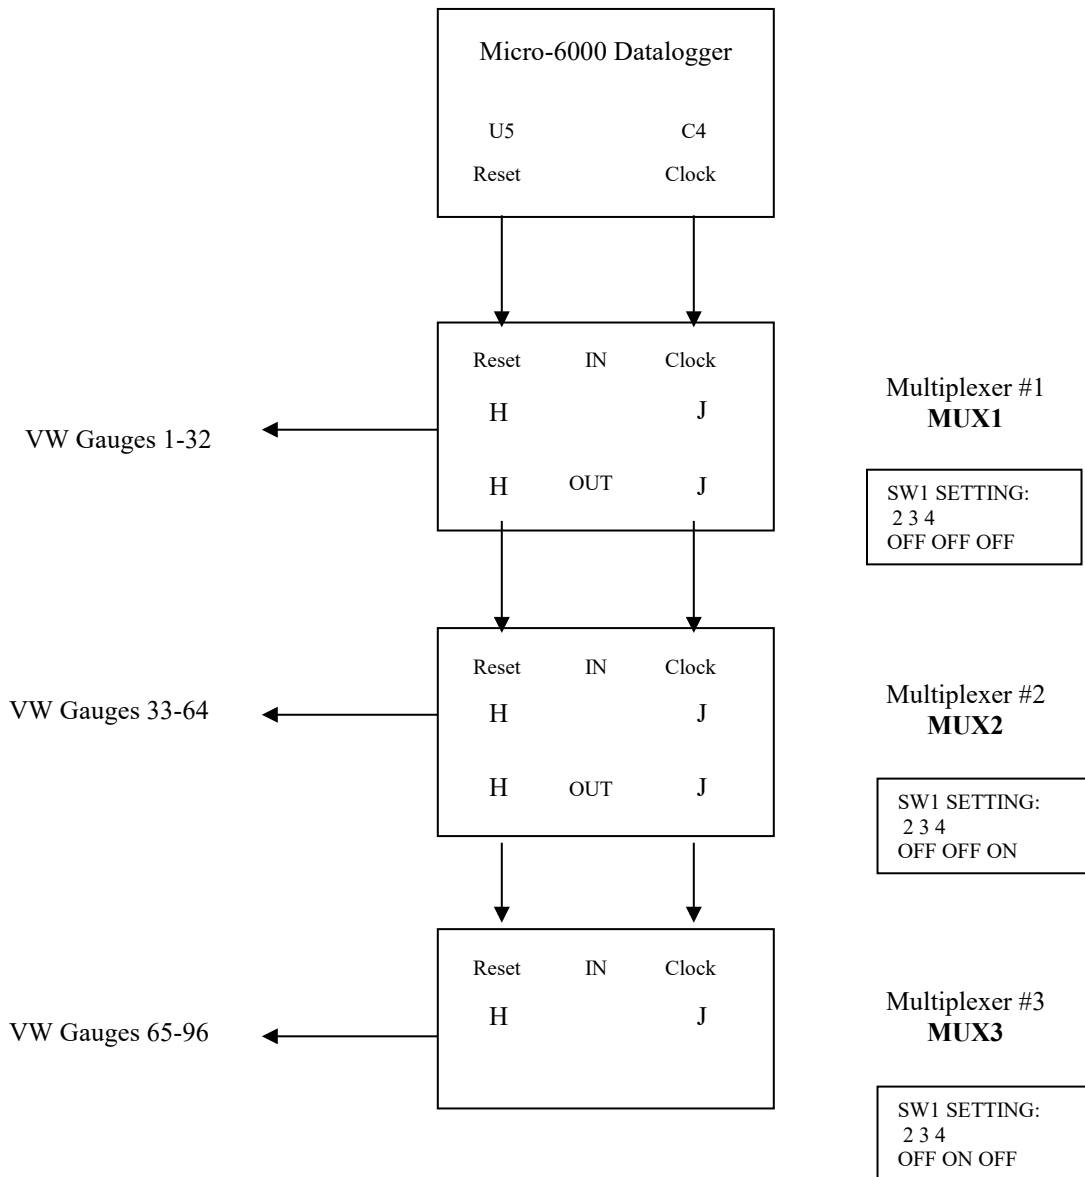 Micro-6000 Datalogger
U5 C4
Reset Clock
Reset IN Clock
H J
H OUT J
VW Gauges 1-32
Multiplexer #1
MUX1
SW1 SETTING:
2 3 4
OFF OFF OFF
Reset IN Clock
H J
H OUT J
VW Gauges 33-64
Multiplexer #2
MUX2
SW1 SETTING:
2 3 4
OFF OFF ON
Reset IN Clock
H J
VW Gauges 65-96
Multiplexer #3
MUX3
SW1 SETTING:
2 3 4
OFF ON OFF